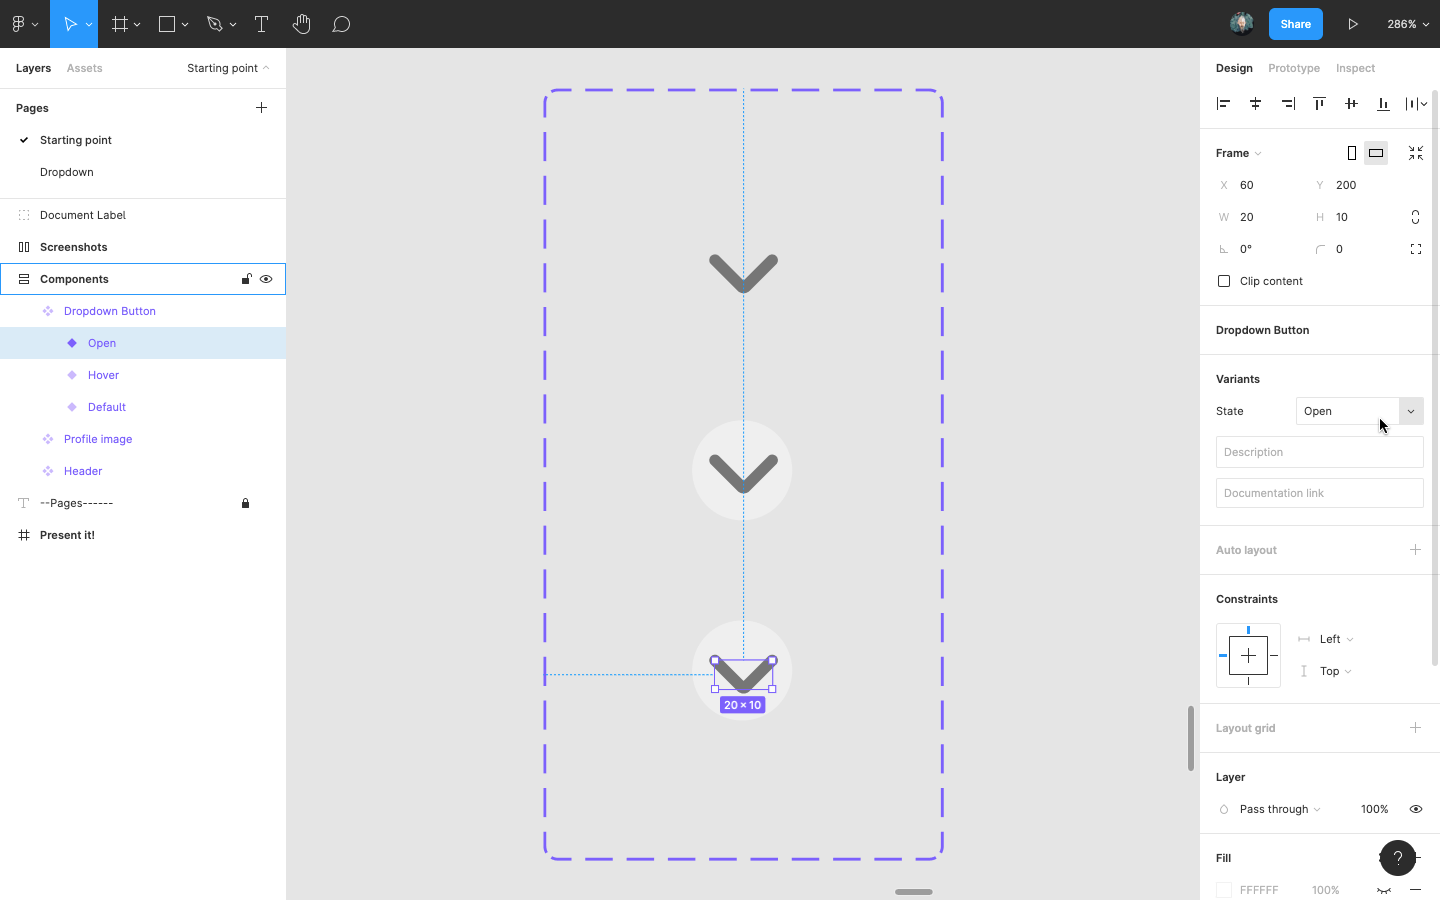 Share
286%
Layers
Assets
Starting point
Pages
Starting point
Dropdown
Document Label
Screenshots
Components
Dropdown Button
Open
Hover
Default
Profile image
Header
--Pages------
Present it!
20 × 10
Design
Prototype
Inspect
Frame
X 60
Y 200
W 20
H 10
0°
0
Clip content
Dropdown Button
Variants
State
Open
Description
Documentation link
Auto layout
Constraints
Left
Top
Layout grid
Layer
Pass through
100%
Fill
?
FFFFFF
100%